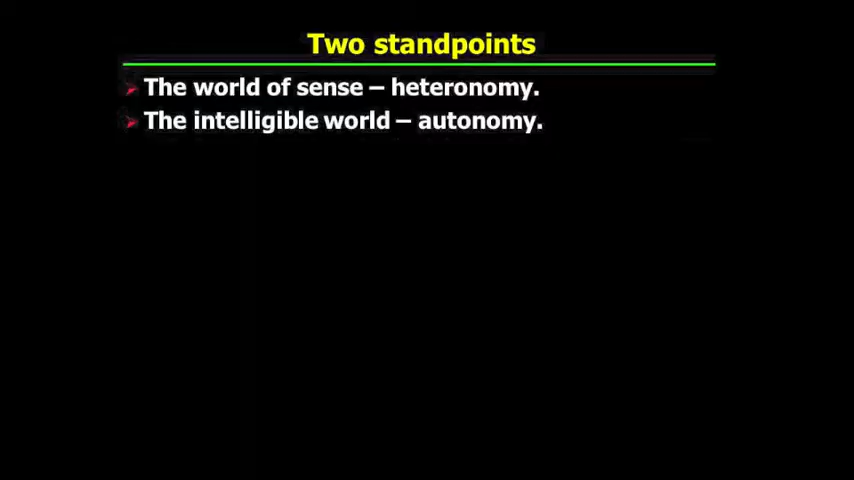 Two standpoints
The world of sense – heteronomy.
The intelligible world – autonomy.